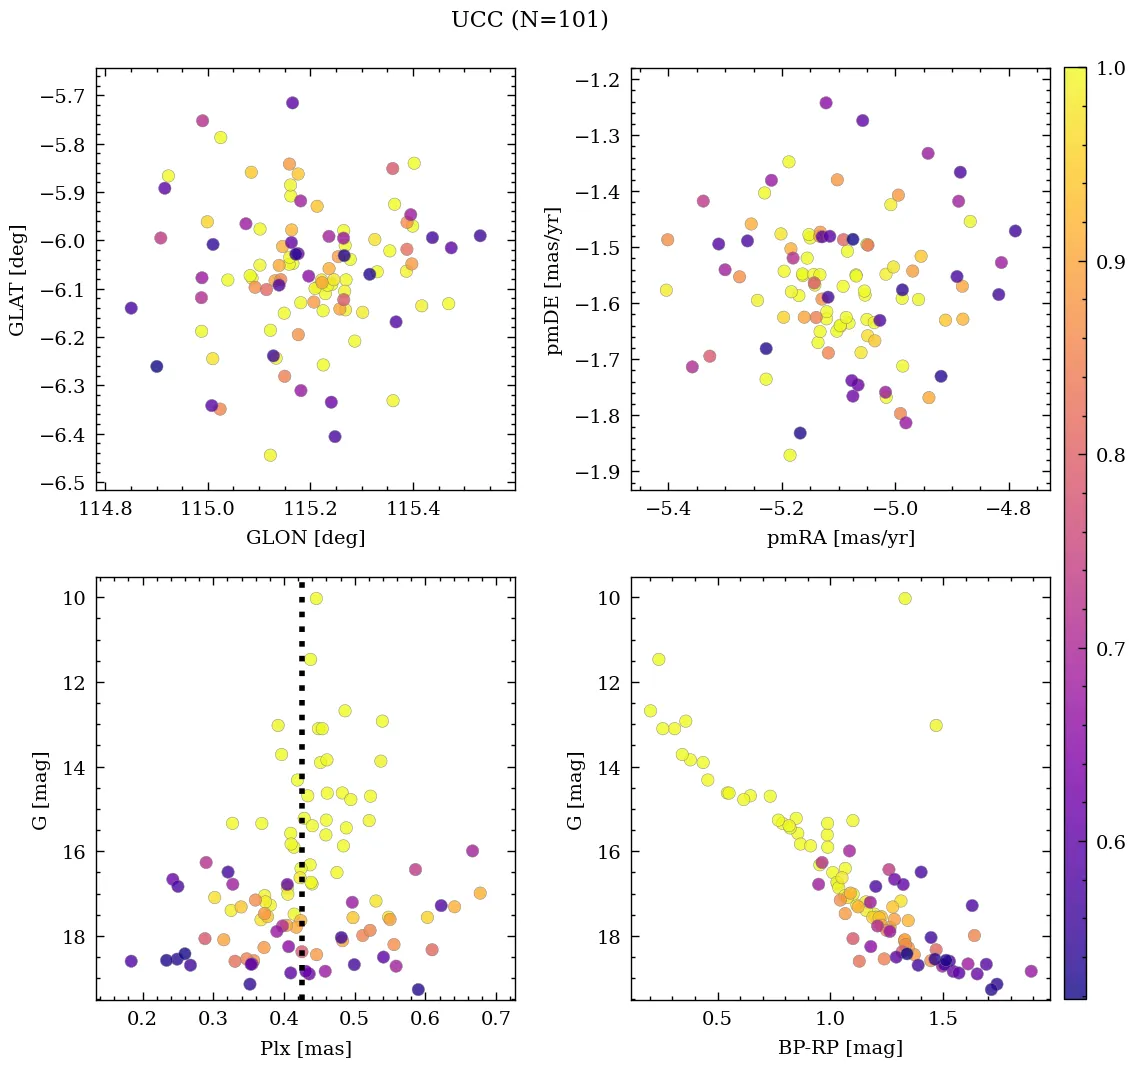 UCC (N=101)
−5.7
−5.8
−5.9
−6.0
−6.1
−6.2
−6.3
−6.4
−6.5
GLAT [deg]
114.8 115.0 115.2 115.4
GLON [deg]
−1.2
−1.3
−1.4
−1.5
−1.6
−1.7
−1.8
−1.9
pmDE [mas/yr]
−5.4 −5.2 −5.0 −4.8
pmRA [mas/yr]
10
12
14
16
18
G [mag]
0.2 0.3 0.4 0.5 0.6 0.7
Plx [mas]
10
12
14
16
18
G [mag]
0.5 1.0 1.5
BP-RP [mag]
1.0
0.9
0.8
0.7
0.6